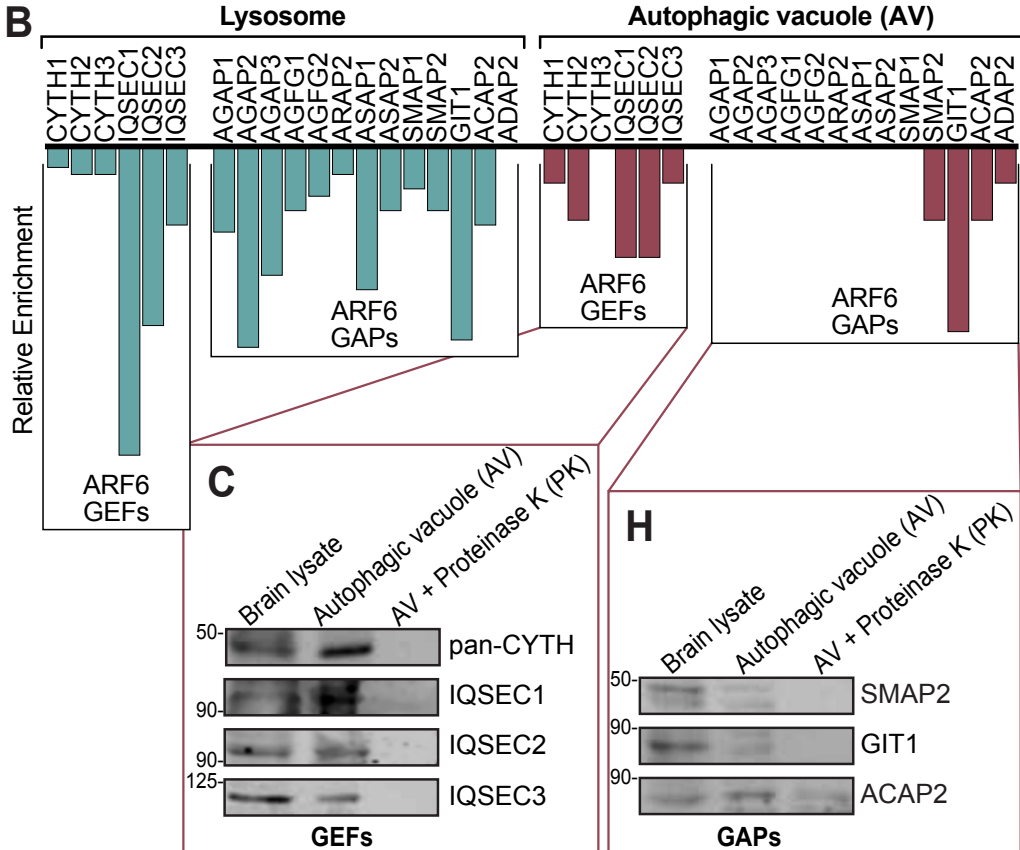 B
Lysosome
Autophagic vacuole (AV)
CYTH1
CYTH2
CYTH3
IQSEC1
IQSEC2
IQSEC3
AGAP1
AGAP2
AGAP3
AGFG1
AGFG2
ARAP2
ASAP1
ASAP2
SMAP1
SMAP2
GIT1
ACAP2
ADAP2
CYTH1
CYTH2
CYTH3
IQSEC1
IQSEC2
IQSEC3
AGAP1
AGAP2
AGAP3
AGFG1
AGFG2
ARAP2
ASAP1
ASAP2
SMAP1
SMAP2
GIT1
ACAP2
ADAP2
Relative Enrichment
ARF6
GEFs
ARF6
GAPs
ARF6
GEFs
ARF6
GAPs
C
Brain lysate
Autophagic vacuole (AV)
AV + Proteinase K (PK)
50-
pan-CYTH
90-
IQSEC1
90-
IQSEC2
125-
IQSEC3
GEFs
H
Brain lysate
Autophagic vacuole (AV)
AV + Proteinase K (PK)
50-
SMAP2
90-
GIT1
90-
ACAP2
GAPs